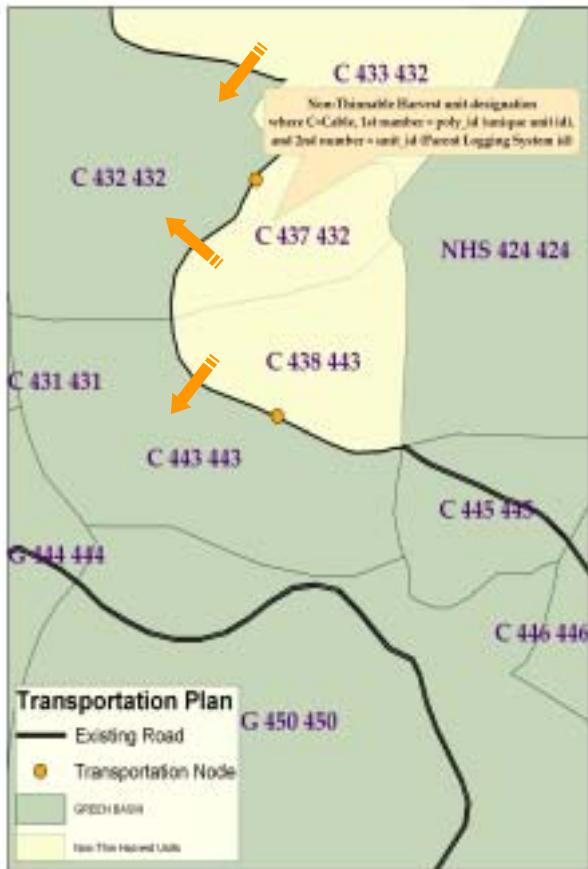 C 433 432
Non-Thinnable Harvest unit designation
where C=Cable, 1st number = poly_id (unique unit id),
and 2nd number = unit_id (Parent Logging System id)
C 432 432
C 437 432
NHS 424 424
C 438 443
C 431 431
C 443 443
C 445 445
G 444 444
C 446 446
G 450 450
Transportation Plan
Existing Road
Transportation Node
GREEN BASIN
Non Thin Harvest Units